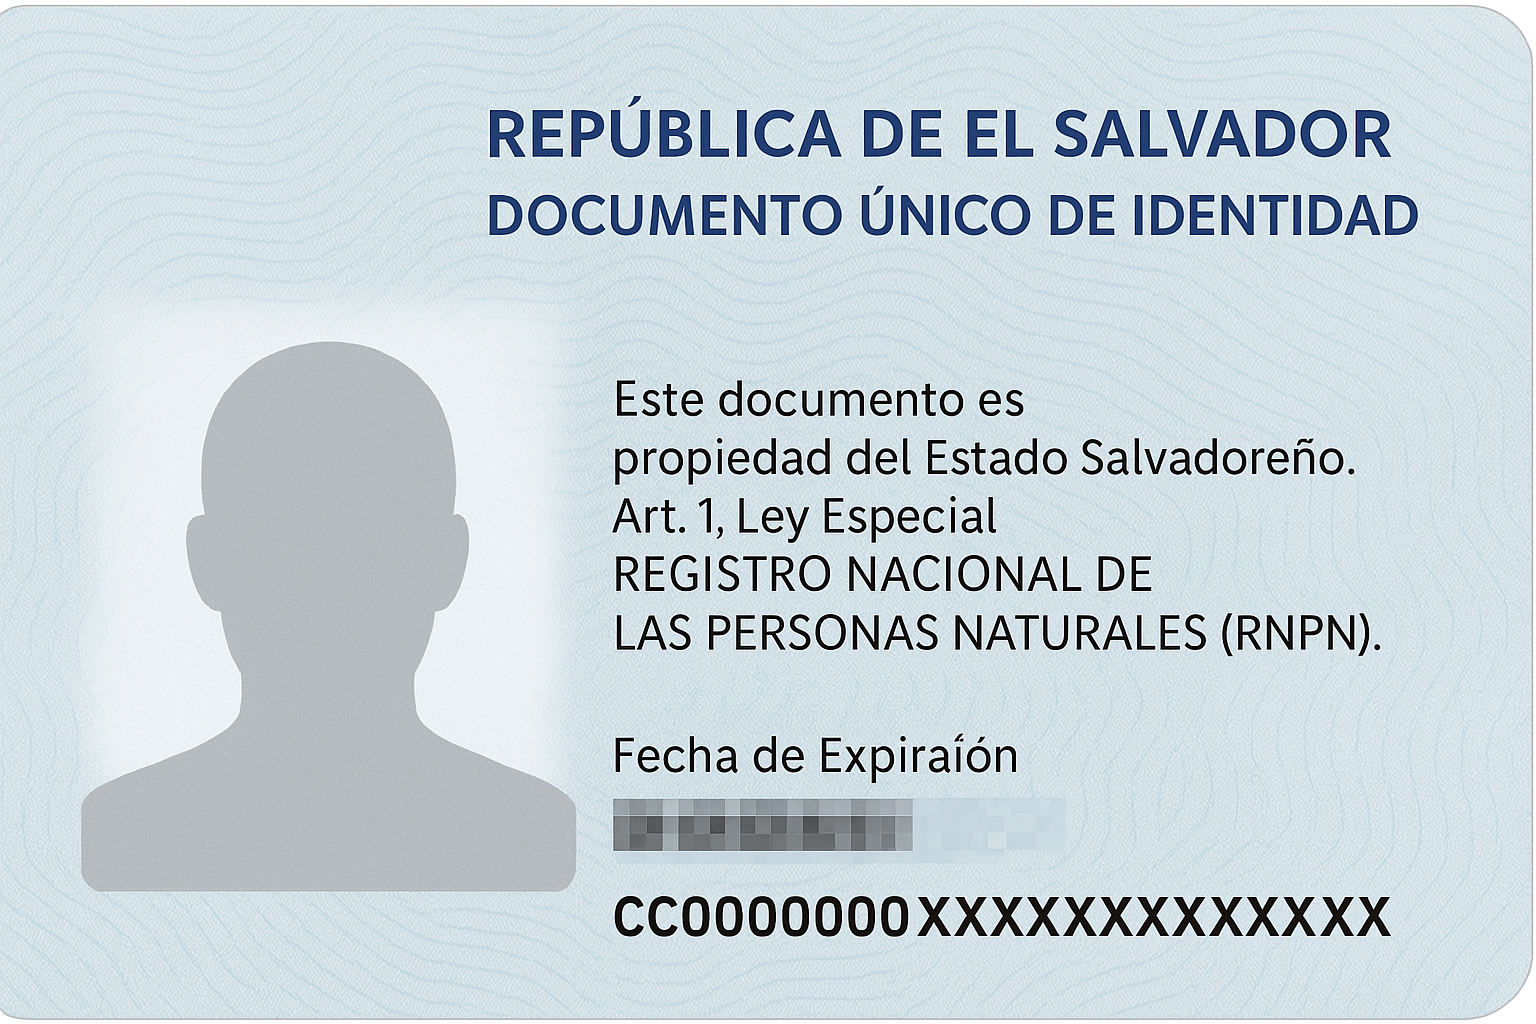 REPÚBLICA DE EL SALVADOR
DOCUMENTO ÚNICO DE IDENTIDAD
Este documento es
propiedad del Estado Salvadoreño.
Art. 1, Ley Especial
REGISTRO NACIONAL DE
LAS PERSONAS NATURALES (RNPN).
Fecha de Expiraíón
CC0000000XXXXXXXXXXXXX